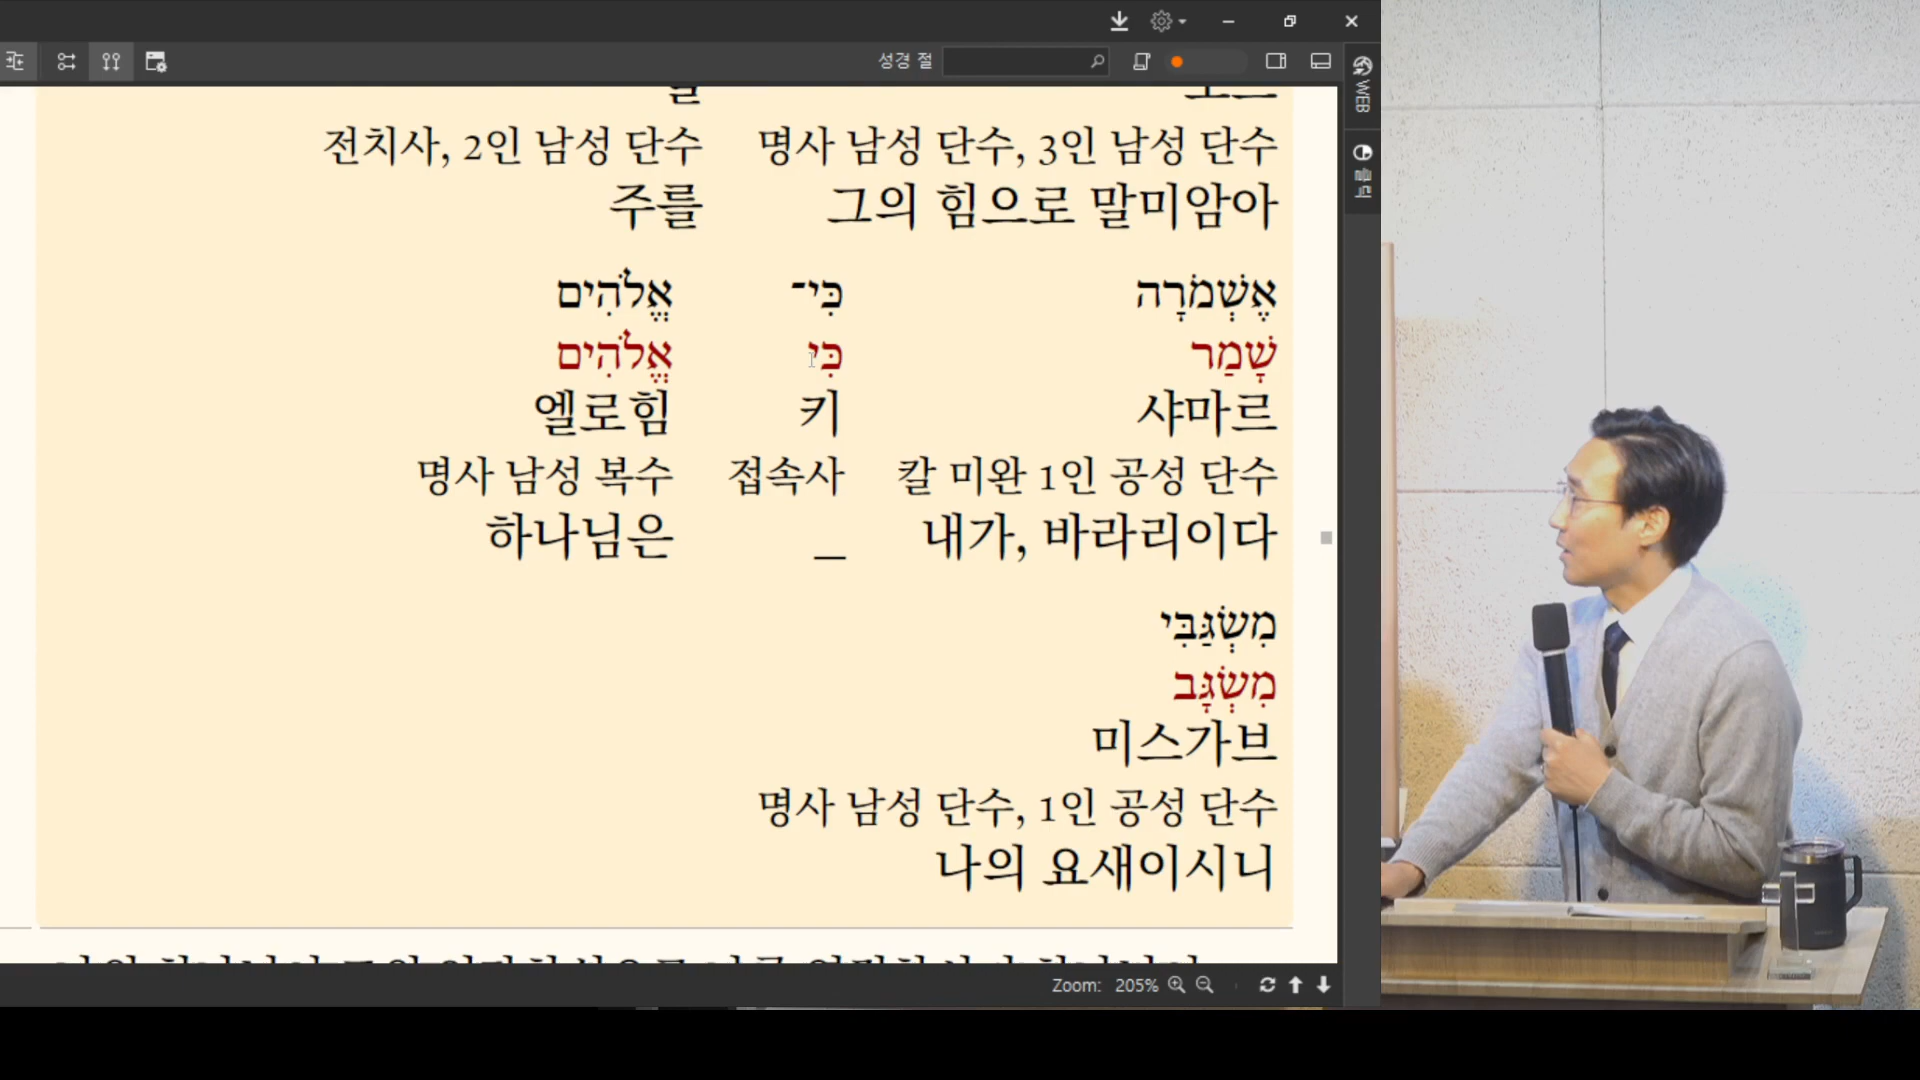 성경 절
WEB
클릭
전치사, 2인 남성 단수 명사 남성 단수, 3인 남성 단수
주를 그의 힘으로 말미암아
אֶשְׁמֹרָה כִּי־ אֱלֹהִים
שָׁמַר כִּי אֱלֹהִים
엘로힘 키 샤마르
명사 남성 복수 접속사 칼 미완 1인 공성 단수
하나님은 _ 내가, 바라리이다
מִשְׂגַּבִּי
מִשְׂגָּב
미스가브
명사 남성 단수, 1인 공성 단수
나의 요새이시니
Zoom: 205%